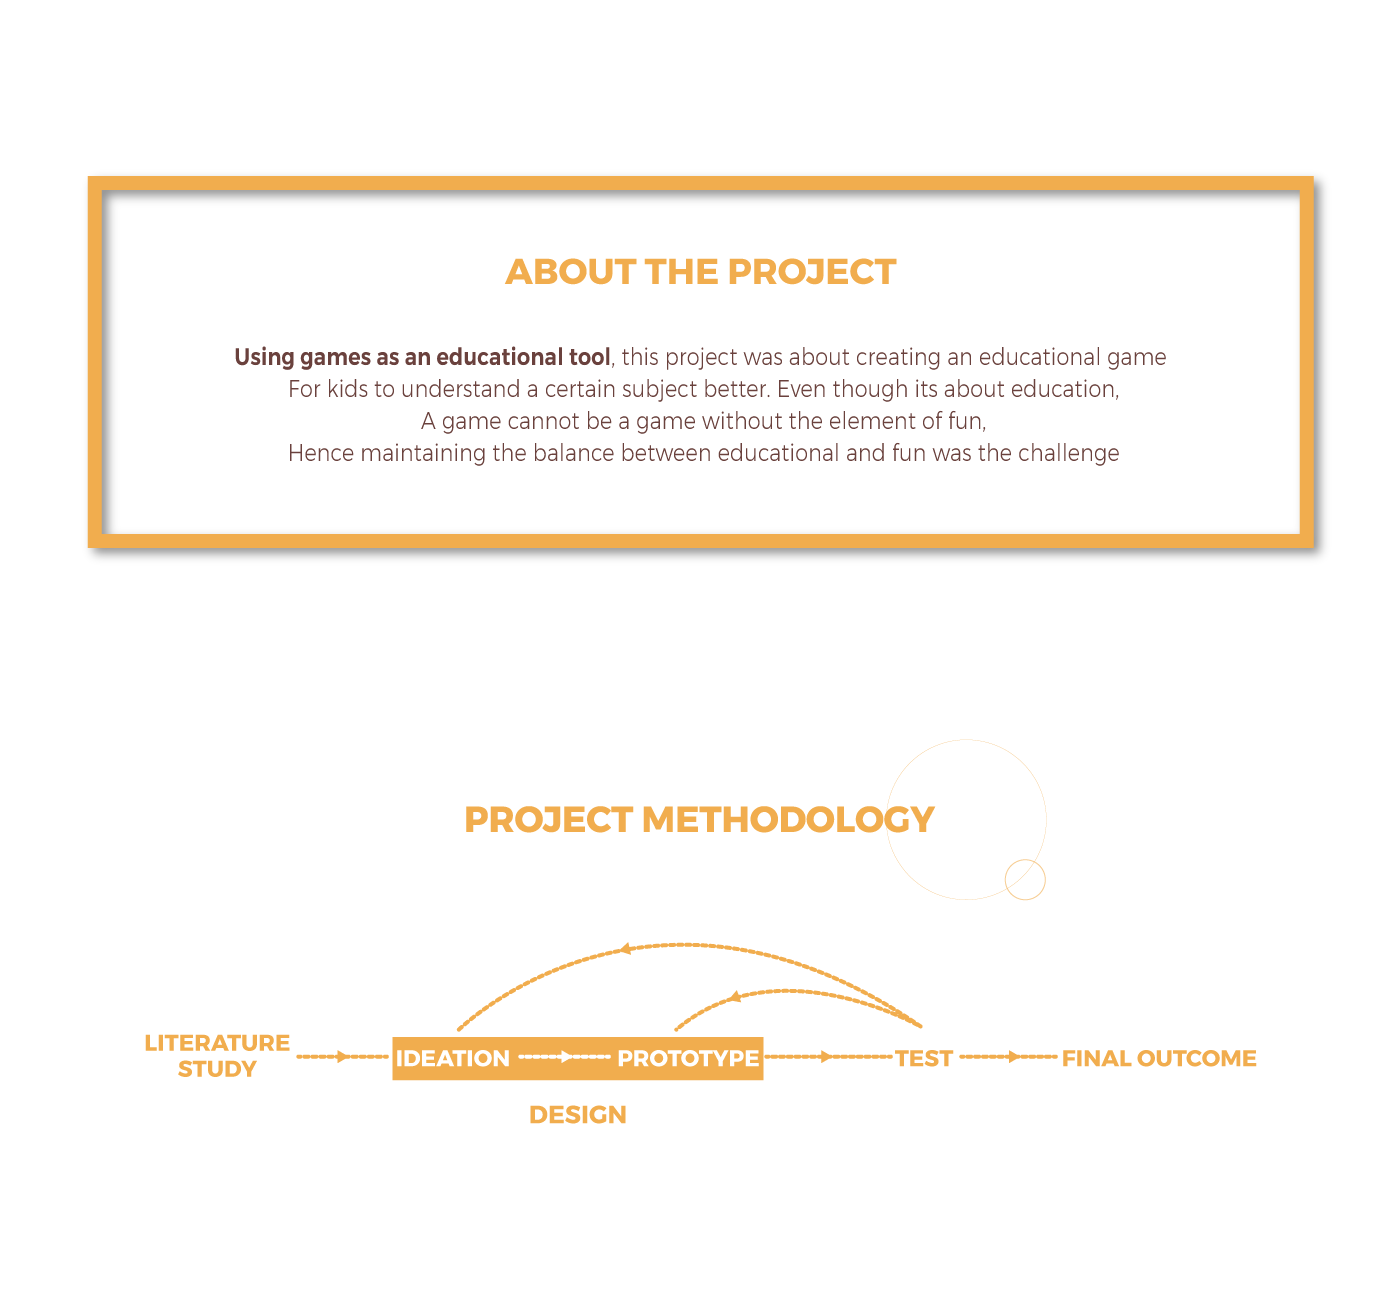 ABOUT THE PROJECT
Using games as an educational tool, this project was about creating an educational game
For kids to understand a certain subject better. Even though its about education,
A game cannot be a game without the element of fun,
Hence maintaining the balance between educational and fun was the challenge
PROJECT METHODOLOGY
LITERATURE
STUDY
IDEATION
PROTOTYPE
TEST
FINAL OUTCOME
DESIGN